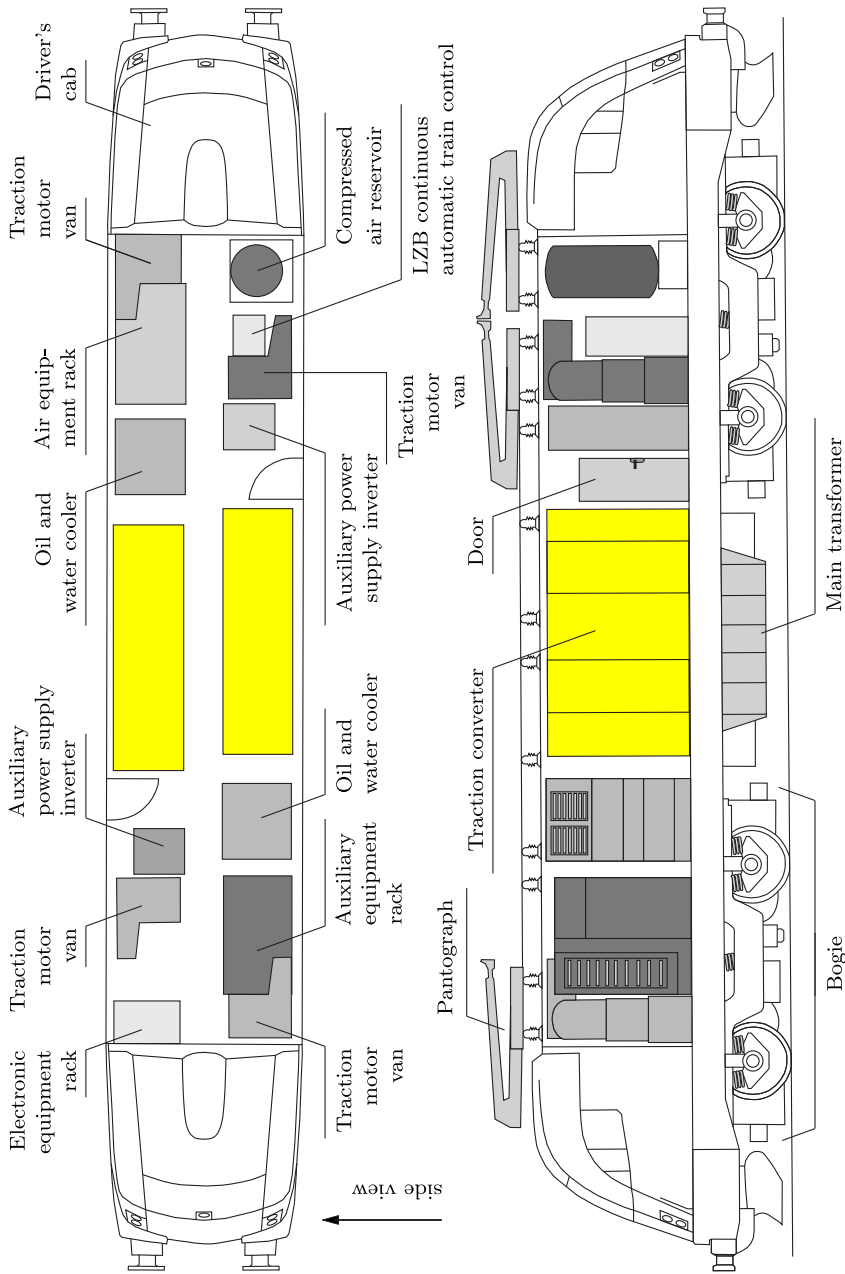 Driver's
cab
Traction
motor
van
Air equip-
ment rack
Oil and
water cooler
Auxiliary
power supply
inverter
Traction
motor
van
Electronic equipment
rack
Compressed
air reservoir
LZB continuous
automatic train control
Traction
motor
van
Auxiliary power
supply inverter
Oil and
water cooler
Auxiliary
equipment
rack
Traction
motor
van
side view
Door
Traction converter
Pantograph
Main transformer
Bogie